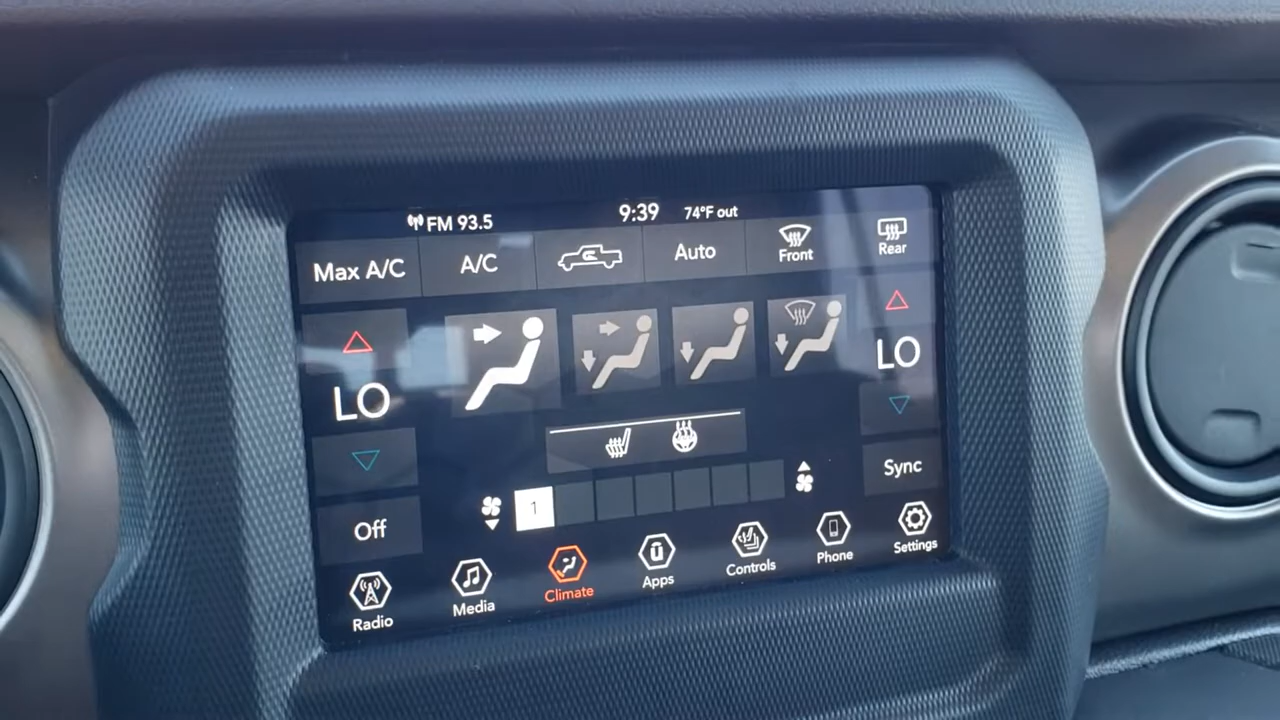 FM 93.5
9:39
74°F out
Max A/C
A/C
Auto
Front
Rear
LO
LO
Sync
1
Off
Radio
Media
Climate
Apps
Controls
Phone
Settings